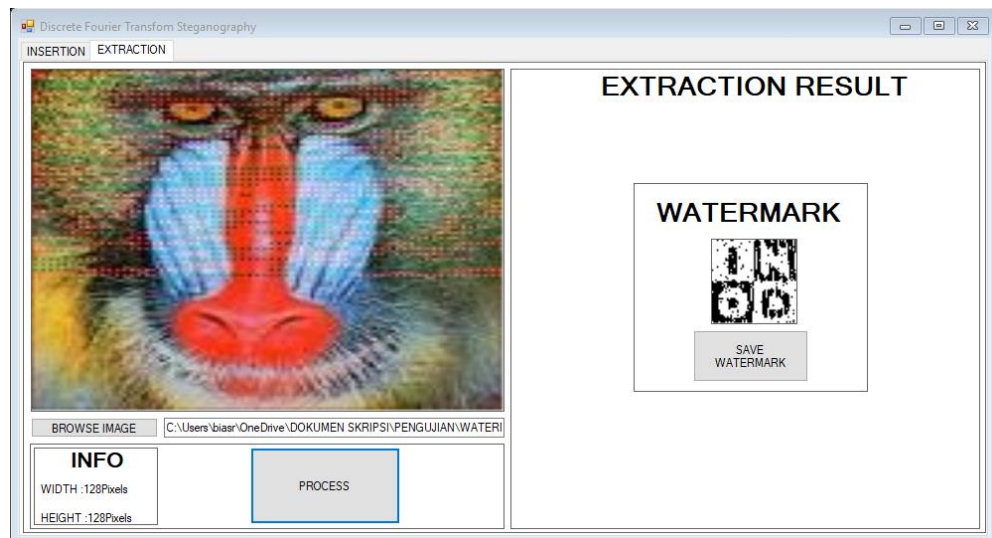 Discrete Fourier Transfom Steganography
INSERTION EXTRACTION
EXTRACTION RESULT
WATERMARK
SAVE
WATERMARK
BROWSE IMAGE C:\Users\biasr\OneDrive\DOKUMEN SKRIPSI\PENGUJIAN\WATERI
INFO
WIDTH :128Pixels
HEIGHT :128Pixels
PROCESS